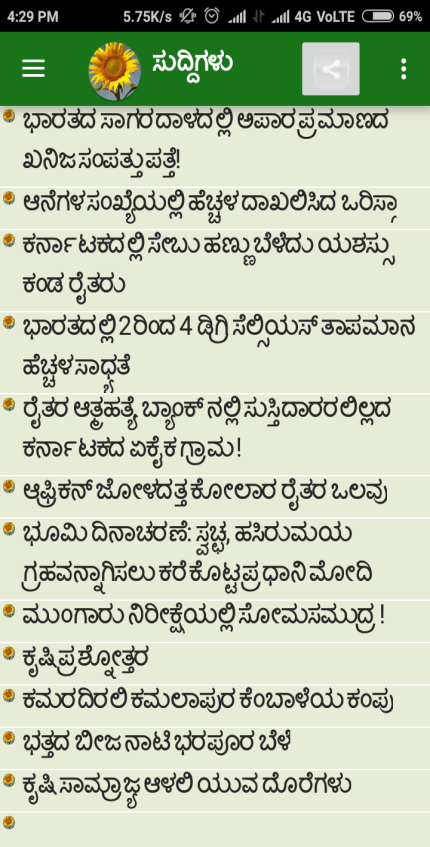 4:29 PM 5.75K/s 4G VoLTE 69%
ಸುದ್ದಿಗಳು
ಭಾರತದ ಸಾಗರದಾಳದಲ್ಲಿ ಅಪಾರ ಪ್ರಮಾಣದ
ಖನಿಜ ಸಂಪತ್ತು ಪತ್ತೆ!
ಆನೆಗಳ ಸಂಖ್ಯೆಯಲ್ಲಿ ಹೆಚ್ಚಳ ದಾಖಲಿಸಿದ ಒರಿಸ್ಸಾ
ಕರ್ನಾಟಕದಲ್ಲಿ ಸೇಬು ಹಣ್ಣು ಬೆಳೆದು ಯಶಸ್ಸು
ಕಂಡ ರೈತರು
ಭಾರತದಲ್ಲಿ 2ರಿಂದ 4 ಡಿಗ್ರಿ ಸೆಲ್ಸಿಯಸ್ ತಾಪಮಾನ
ಹೆಚ್ಚಳ ಸಾಧ್ಯತೆ
ರೈತರ ಆತ್ಮಹತ್ಯೆ, ಬ್ಯಾಂಕ್ ನಲ್ಲಿ ಸುಸ್ತಿದಾರರಲಿಲ್ಲದ
ಕರ್ನಾಟಕದ ಏಕೈಕ ಗ್ರಾಮ!
ಆಫ್ರಿಕನ್ ಜೋಳದತ್ತ ಕೋಲಾರ ರೈತರ ಒಲವು
ಭೂಮಿ ದಿನಾಚರಣೆ: ಸ್ವಚ್ಛ, ಹಸಿರುಮಯ
ಗ್ರಹವನ್ನಾಗಿಸಲು ಕರೆ ಕೊಟ್ಟ ಪ್ರಧಾನಿ ಮೋದಿ
ಮುಂಗಾರು ನಿರೀಕ್ಷೆಯಲ್ಲಿ ಸೋಮಸಮುದ್ರ !
ಕೃಷಿ ಪ್ರಶ್ನೋತ್ತರ
ಕಮರದಿರಲಿ ಕಮಲಾಪುರ ಕೆಂಬಾಳೆಯ ಕಂಪು
ಭತ್ತದ ಬೀಜ ನಾಟಿ ಭರಪೂರ ಬೆಳೆ
ಕೃಷಿ ಸಾಮ್ರಾಜ್ಯ ಆಳಲಿ ಯುವ ದೊರೆಗಳು